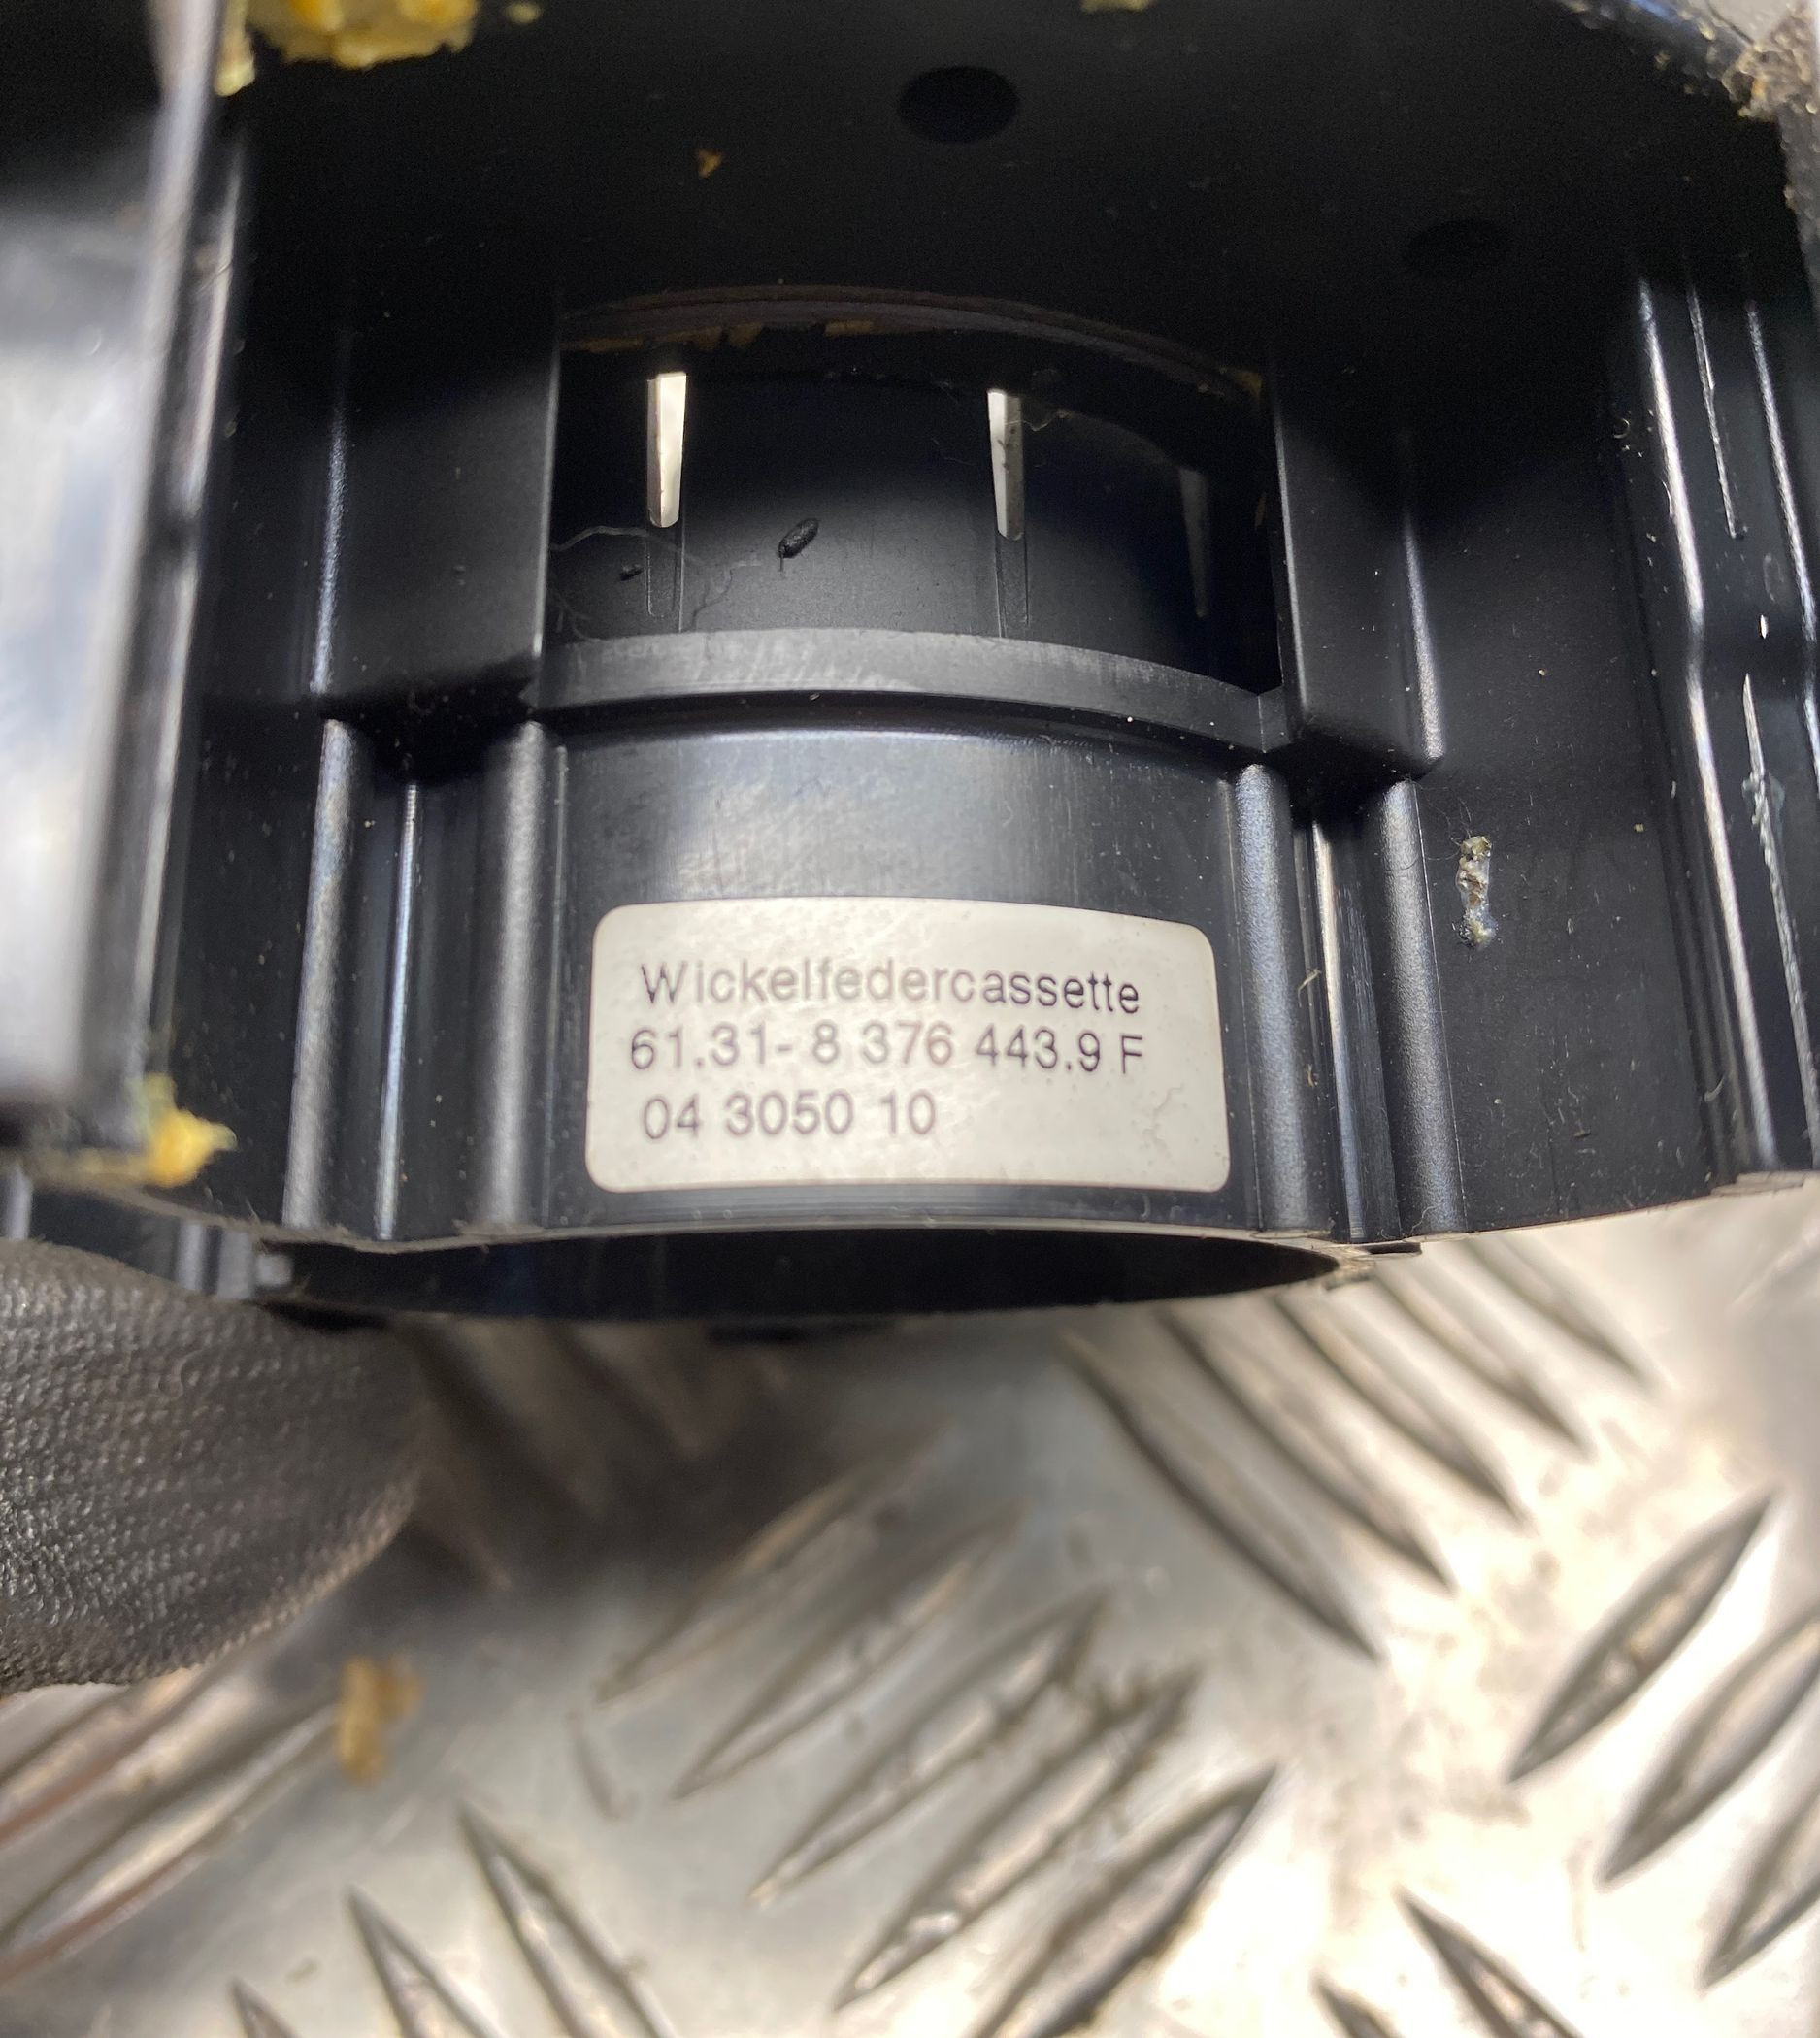 Wickelfedercassette
61.31- 8 376 443.9 F
04 3050 10